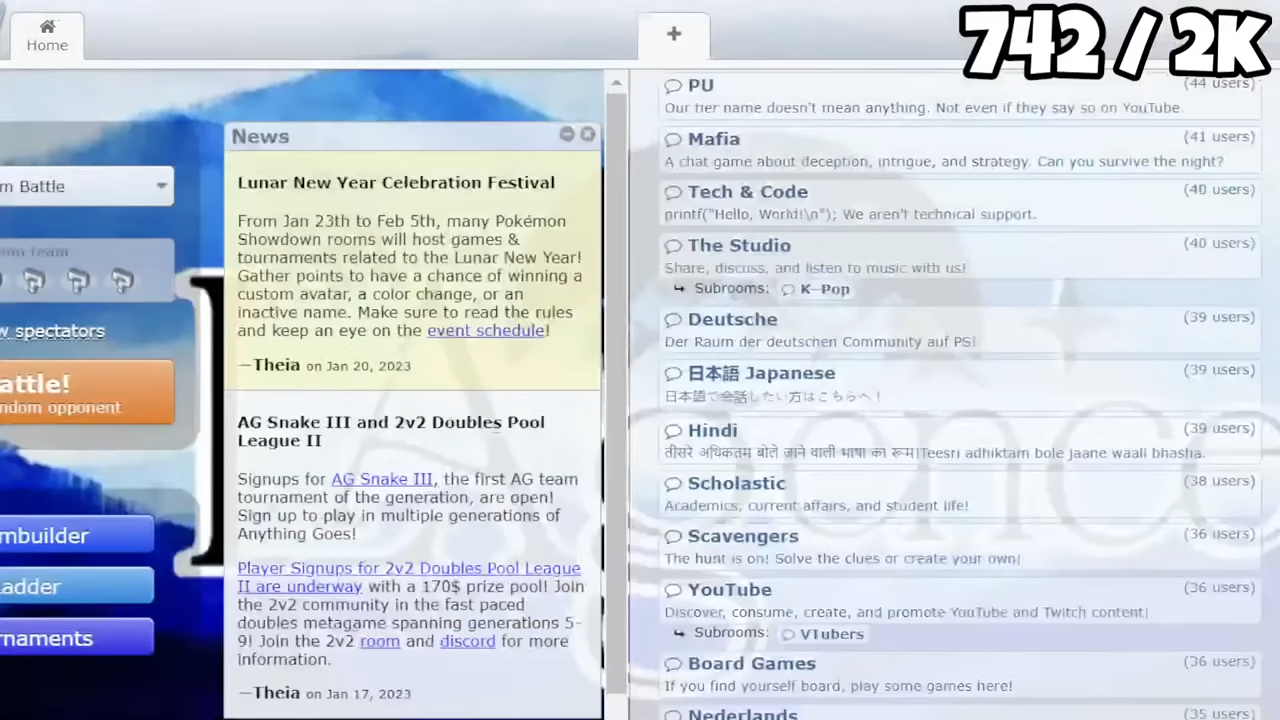 Home
742 / 2K
m Battle
w spectators
attle!
ndom opponent
mbuilder
adder
rnaments
News
Lunar New Year Celebration Festival
From Jan 23th to Feb 5th, many Pokémon
Showdown rooms will host games &
tournaments related to the Lunar New Year!
Gather points to have a chance of winning a
custom avatar, a color change, or an
inactive name. Make sure to read the rules
and keep an eye on the event schedule!
—Theia on Jan 20, 2023
AG Snake III and 2v2 Doubles Pool
League II
Signups for AG Snake III, the first AG team
tournament of the generation, are open!
Sign up to play in multiple generations of
Anything Goes!
Player Signups for 2v2 Doubles Pool League
II are underway with a 170$ prize pool! Join
the 2v2 community in the fast paced
doubles metagame spanning generations 5-
9! Join the 2v2 room and discord for more
information.
—Theia on Jan 17, 2023
PU (44 users)
Our tier name doesn't mean anything. Not even if they say so on YouTube.
Mafia (41 users)
A chat game about deception, intrigue, and strategy. Can you survive the night?
Tech & Code (40 users)
printf("Hello, World!\n"); We aren't technical support.
The Studio (40 users)
Share, discuss, and listen to music with us!
Subrooms: K-Pop
Deutsche (39 users)
Der Raum der deutschen Community auf PS!
日本語 Japanese (39 users)
日本語で会話したい方はこちらへ！
Hindi (39 users)
तीसरे अधिकतम बोले जाने वाली भाषा का रूम!Teesri adhiktam bole jaane waali bhasha.
Scholastic (38 users)
Academics, current affairs, and student life!
Scavengers (36 users)
The hunt is on! Solve the clues or create your own!
YouTube (36 users)
Discover, consume, create, and promote YouTube and Twitch content!
Subrooms: VTubers
Board Games (36 users)
If you find yourself board, play some games here!
Nederlands (35 users)